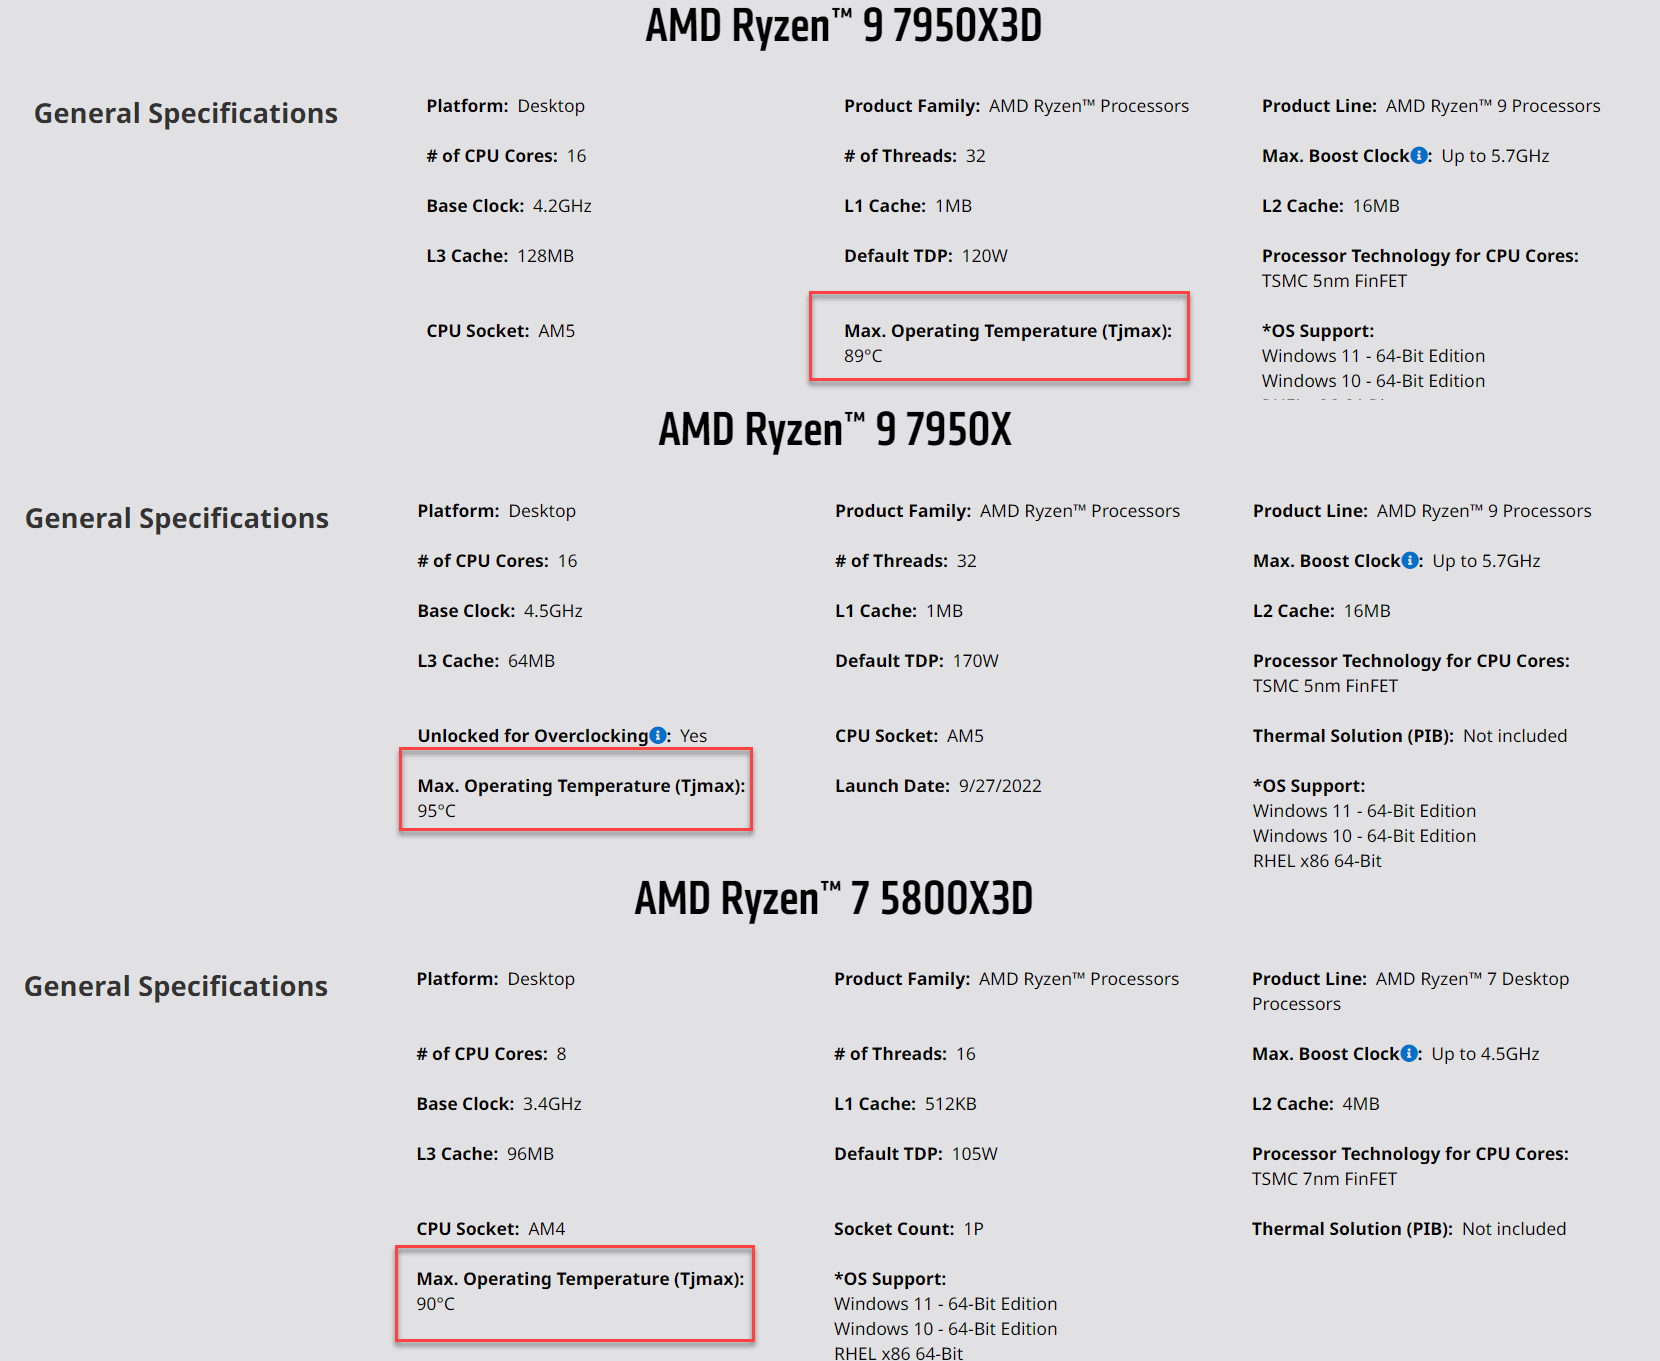 AMD Ryzen™ 9 7950X3D
General Specifications
Platform: Desktop
Product Family: AMD Ryzen™ Processors
Product Line: AMD Ryzen™ 9 Processors
# of CPU Cores: 16
# of Threads: 32
Max. Boost Clock: Up to 5.7GHz
Base Clock: 4.2GHz
L1 Cache: 1MB
L2 Cache: 16MB
L3 Cache: 128MB
Default TDP: 120W
Processor Technology for CPU Cores:
TSMC 5nm FinFET
CPU Socket: AM5
Max. Operating Temperature (Tjmax):
89°C
*OS Support:
Windows 11 - 64-Bit Edition
Windows 10 - 64-Bit Edition
AMD Ryzen™ 9 7950X
General Specifications
Platform: Desktop
Product Family: AMD Ryzen™ Processors
Product Line: AMD Ryzen™ 9 Processors
# of CPU Cores: 16
# of Threads: 32
Max. Boost Clock: Up to 5.7GHz
Base Clock: 4.5GHz
L1 Cache: 1MB
L2 Cache: 16MB
L3 Cache: 64MB
Default TDP: 170W
Processor Technology for CPU Cores:
TSMC 5nm FinFET
Unlocked for Overclocking: Yes
CPU Socket: AM5
Thermal Solution (PIB): Not included
Max. Operating Temperature (Tjmax):
95°C
Launch Date: 9/27/2022
*OS Support:
Windows 11 - 64-Bit Edition
Windows 10 - 64-Bit Edition
RHEL x86 64-Bit
AMD Ryzen™ 7 5800X3D
General Specifications
Platform: Desktop
Product Family: AMD Ryzen™ Processors
Product Line: AMD Ryzen™ 7 Desktop
Processors
# of CPU Cores: 8
# of Threads: 16
Max. Boost Clock: Up to 4.5GHz
Base Clock: 3.4GHz
L1 Cache: 512KB
L2 Cache: 4MB
L3 Cache: 96MB
Default TDP: 105W
Processor Technology for CPU Cores:
TSMC 7nm FinFET
CPU Socket: AM4
Socket Count: 1P
Thermal Solution (PIB): Not included
Max. Operating Temperature (Tjmax):
90°C
*OS Support:
Windows 11 - 64-Bit Edition
Windows 10 - 64-Bit Edition
RHEL x86 64-Bit